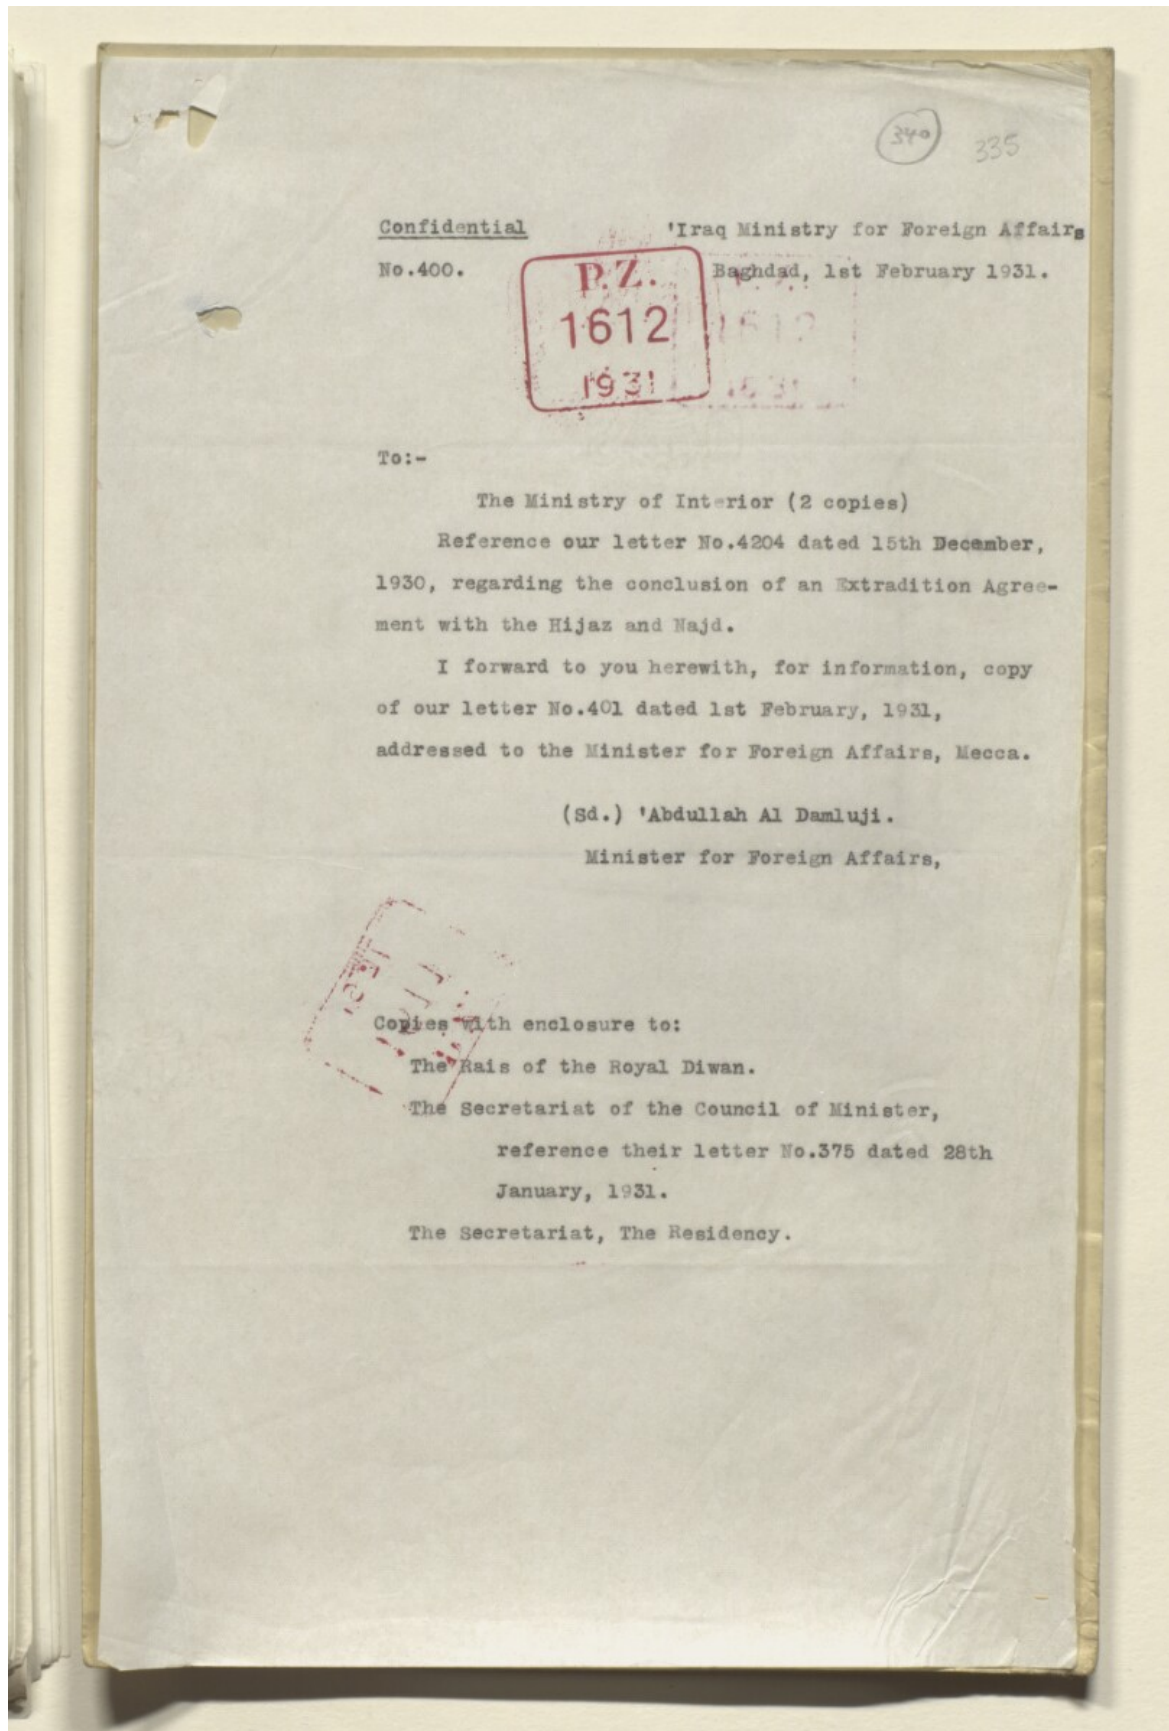 340 335
Confidential 'Iraq Ministry for Foreign Affairs
No.400. Baghdad, 1st February 1931.
P.Z.
1612
1931
To:-
The Ministry of Interior (2 copies)
Reference our letter No.4204 dated 15th December,
1930, regarding the conclusion of an Extradition Agree-
ment with the Hijaz and Najd.
I forward to you herewith, for information, copy
of our letter No.401 dated 1st February, 1931,
addressed to the Minister for Foreign Affairs, Mecca.
(Sd.) 'Abdullah Al Damluji.
Minister for Foreign Affairs,
Copies with enclosure to:
The Rais of the Royal Diwan.
The Secretariat of the Council of Minister,
reference their letter No.375 dated 28th
January, 1931.
The Secretariat, The Residency.